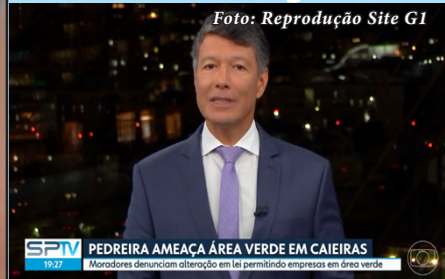 Foto: Reprodução Site G1
SPTV
19:27
PEDREIRA AMEAÇA ÁREA VERDE EM CAIEIRAS
Moradores denunciam alteração em lei permitindo empresas em área verde